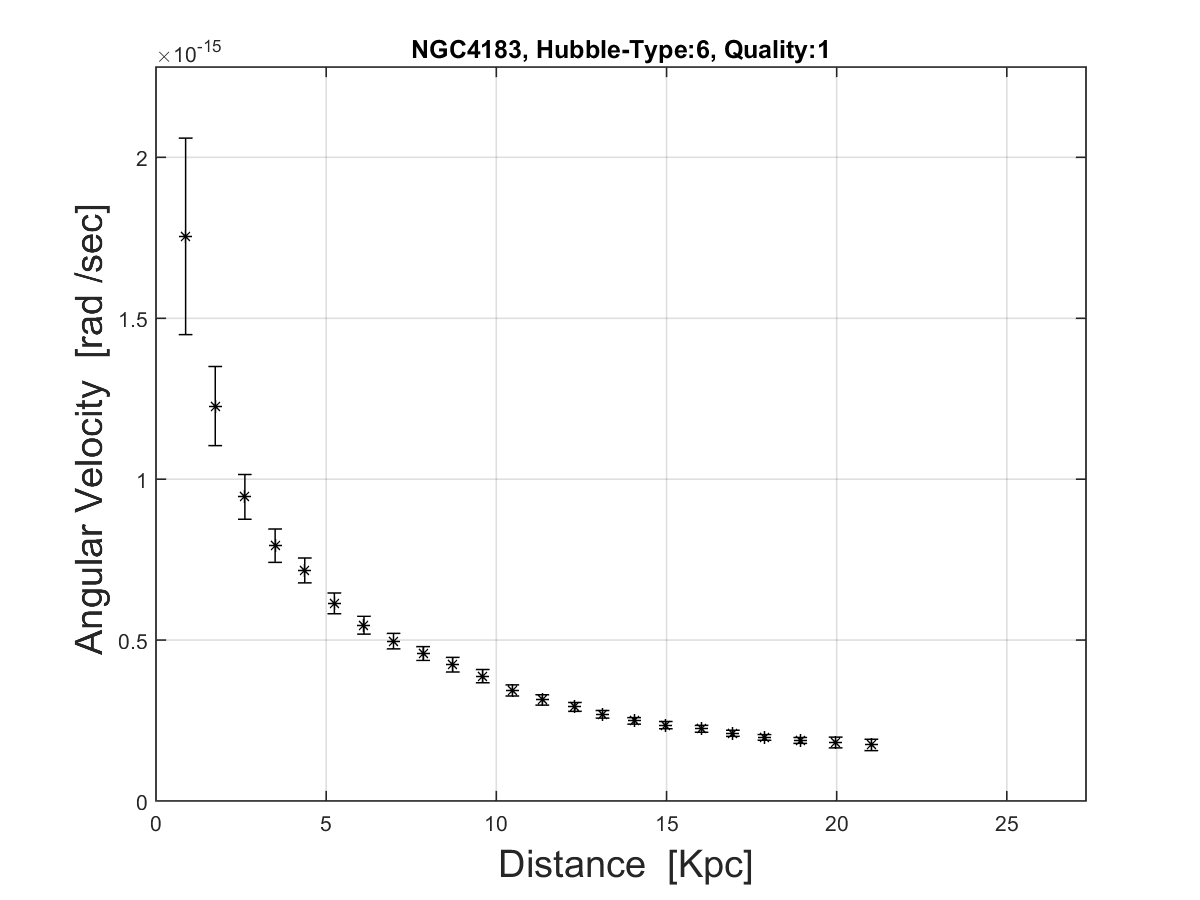 NGC4183, Hubble-Type:6, Quality:1
×10-15
2
1.5
1
0.5
0
0 5 10 15 20 25
Angular Velocity [rad /sec]
Distance [Kpc]